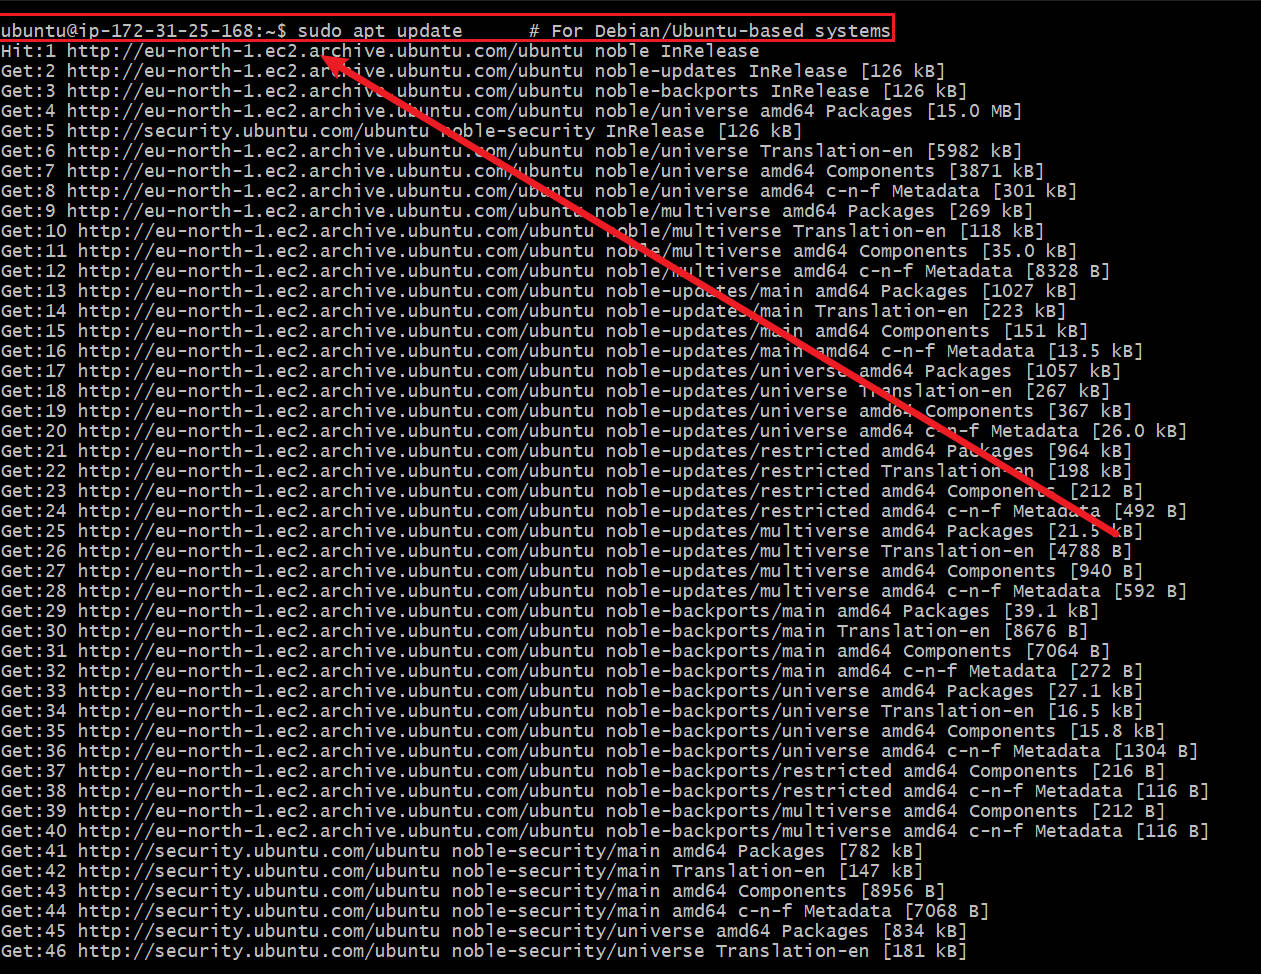 ubuntu@ip-172-31-25-168:~$ sudo apt update      # For Debian/Ubuntu-based systems
Hit:1 http://eu-north-1.ec2.archive.ubuntu.com/ubuntu noble InRelease
Get:2 http://eu-north-1.ec2.archive.ubuntu.com/ubuntu noble-updates InRelease [126 kB]
Get:3 http://eu-north-1.ec2.archive.ubuntu.com/ubuntu noble-backports InRelease [126 kB]
Get:4 http://eu-north-1.ec2.archive.ubuntu.com/ubuntu noble/universe amd64 Packages [15.0 MB]
Get:5 http://security.ubuntu.com/ubuntu noble-security InRelease [126 kB]
Get:6 http://eu-north-1.ec2.archive.ubuntu.com/ubuntu noble/universe Translation-en [5982 kB]
Get:7 http://eu-north-1.ec2.archive.ubuntu.com/ubuntu noble/universe amd64 Components [3871 kB]
Get:8 http://eu-north-1.ec2.archive.ubuntu.com/ubuntu noble/universe amd64 c-n-f Metadata [301 kB]
Get:9 http://eu-north-1.ec2.archive.ubuntu.com/ubuntu noble/multiverse amd64 Packages [269 kB]
Get:10 http://eu-north-1.ec2.archive.ubuntu.com/ubuntu noble/multiverse Translation-en [118 kB]
Get:11 http://eu-north-1.ec2.archive.ubuntu.com/ubuntu noble/multiverse amd64 Components [35.0 kB]
Get:12 http://eu-north-1.ec2.archive.ubuntu.com/ubuntu noble/multiverse amd64 c-n-f Metadata [8328 B]
Get:13 http://eu-north-1.ec2.archive.ubuntu.com/ubuntu noble-updates/main amd64 Packages [1027 kB]
Get:14 http://eu-north-1.ec2.archive.ubuntu.com/ubuntu noble-updates/main Translation-en [223 kB]
Get:15 http://eu-north-1.ec2.archive.ubuntu.com/ubuntu noble-updates/main amd64 Components [151 kB]
Get:16 http://eu-north-1.ec2.archive.ubuntu.com/ubuntu noble-updates/main amd64 c-n-f Metadata [13.5 kB]
Get:17 http://eu-north-1.ec2.archive.ubuntu.com/ubuntu noble-updates/universe amd64 Packages [1057 kB]
Get:18 http://eu-north-1.ec2.archive.ubuntu.com/ubuntu noble-updates/universe Translation-en [267 kB]
Get:19 http://eu-north-1.ec2.archive.ubuntu.com/ubuntu noble-updates/universe amd64 Components [367 kB]
Get:20 http://eu-north-1.ec2.archive.ubuntu.com/ubuntu noble-updates/universe amd64 c-n-f Metadata [26.0 kB]
Get:21 http://eu-north-1.ec2.archive.ubuntu.com/ubuntu noble-updates/restricted amd64 Packages [964 kB]
Get:22 http://eu-north-1.ec2.archive.ubuntu.com/ubuntu noble-updates/restricted Translation-en [198 kB]
Get:23 http://eu-north-1.ec2.archive.ubuntu.com/ubuntu noble-updates/restricted amd64 Components [212 B]
Get:24 http://eu-north-1.ec2.archive.ubuntu.com/ubuntu noble-updates/restricted amd64 c-n-f Metadata [492 B]
Get:25 http://eu-north-1.ec2.archive.ubuntu.com/ubuntu noble-updates/multiverse amd64 Packages [21.5 kB]
Get:26 http://eu-north-1.ec2.archive.ubuntu.com/ubuntu noble-updates/multiverse Translation-en [4788 B]
Get:27 http://eu-north-1.ec2.archive.ubuntu.com/ubuntu noble-updates/multiverse amd64 Components [940 B]
Get:28 http://eu-north-1.ec2.archive.ubuntu.com/ubuntu noble-updates/multiverse amd64 c-n-f Metadata [592 B]
Get:29 http://eu-north-1.ec2.archive.ubuntu.com/ubuntu noble-backports/main amd64 Packages [39.1 kB]
Get:30 http://eu-north-1.ec2.archive.ubuntu.com/ubuntu noble-backports/main Translation-en [8676 B]
Get:31 http://eu-north-1.ec2.archive.ubuntu.com/ubuntu noble-backports/main amd64 Components [7064 B]
Get:32 http://eu-north-1.ec2.archive.ubuntu.com/ubuntu noble-backports/main amd64 c-n-f Metadata [272 B]
Get:33 http://eu-north-1.ec2.archive.ubuntu.com/ubuntu noble-backports/universe amd64 Packages [27.1 kB]
Get:34 http://eu-north-1.ec2.archive.ubuntu.com/ubuntu noble-backports/universe Translation-en [16.5 kB]
Get:35 http://eu-north-1.ec2.archive.ubuntu.com/ubuntu noble-backports/universe amd64 Components [15.8 kB]
Get:36 http://eu-north-1.ec2.archive.ubuntu.com/ubuntu noble-backports/universe amd64 c-n-f Metadata [1304 B]
Get:37 http://eu-north-1.ec2.archive.ubuntu.com/ubuntu noble-backports/restricted amd64 Components [216 B]
Get:38 http://eu-north-1.ec2.archive.ubuntu.com/ubuntu noble-backports/restricted amd64 c-n-f Metadata [116 B]
Get:39 http://eu-north-1.ec2.archive.ubuntu.com/ubuntu noble-backports/multiverse amd64 Components [212 B]
Get:40 http://eu-north-1.ec2.archive.ubuntu.com/ubuntu noble-backports/multiverse amd64 c-n-f Metadata [116 B]
Get:41 http://security.ubuntu.com/ubuntu noble-security/main amd64 Packages [782 kB]
Get:42 http://security.ubuntu.com/ubuntu noble-security/main Translation-en [147 kB]
Get:43 http://security.ubuntu.com/ubuntu noble-security/main amd64 Components [8956 B]
Get:44 http://security.ubuntu.com/ubuntu noble-security/main amd64 c-n-f Metadata [7068 B]
Get:45 http://security.ubuntu.com/ubuntu noble-security/universe amd64 Packages [834 kB]
Get:46 http://security.ubuntu.com/ubuntu noble-security/universe Translation-en [181 kB]